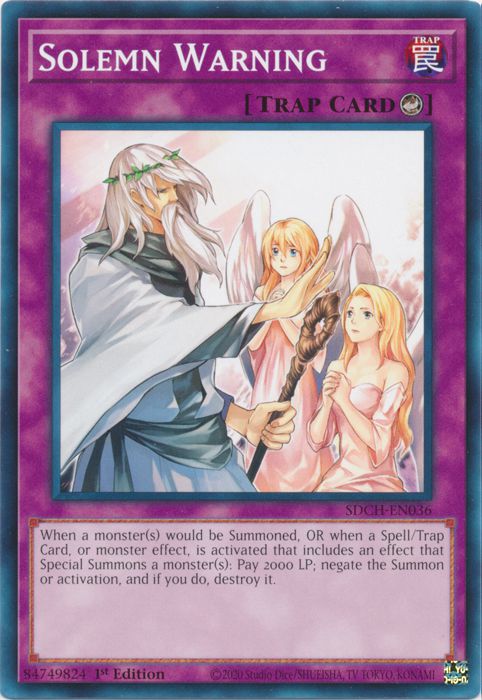 SOLEMN WARNING
TRAP
罠
[TRAP CARD]
SDCH-EN036
When a monster(s) would be Summoned, OR when a Spell/Trap
Card, or monster effect, is activated that includes an effect that
Special Summons a monster(s): Pay 2000 LP; negate the Summon
or activation, and if you do, destroy it.
84749824 1st Edition ©2020 Studio Dice/SHUEISHA, TV TOKYO, KONAMI